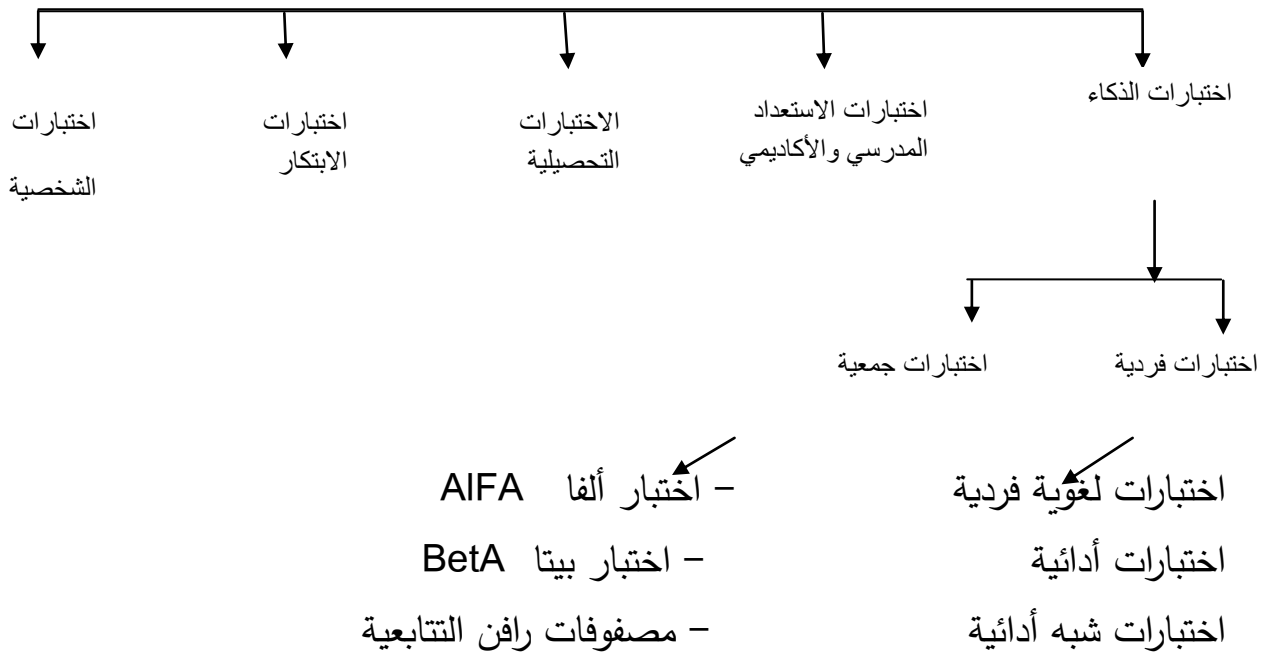 اختبارات الذكاء
اختبارات الاستعداد
المدرسي والأكاديمي
الاختبارات
التحصيلية
اختبارات
الابتكار
اختبارات
الشخصية
اختبارات فردية
اختبارات جمعية
اختبارات لغوية فردية
– اختبار ألفا AlFA
اختبارات أدائية
– اختبار بيتا BetA
اختبارات شبه أدائية
– مصفوفات رافن التتابعية